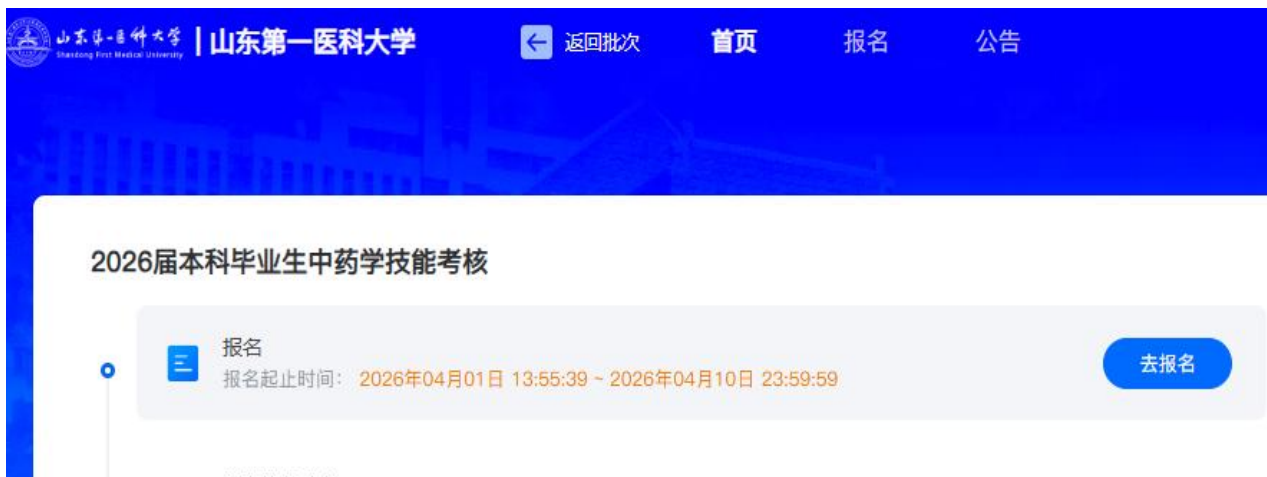 山东第一医科大学 | 山东第一医科大学 返回批次 首页 报名 公告
Shandong First Medical University
2026届本科毕业生中药学技能考核
报名
报名起止时间： 2026年04月01日 13:55:39 ~ 2026年04月10日 23:59:59
去报名